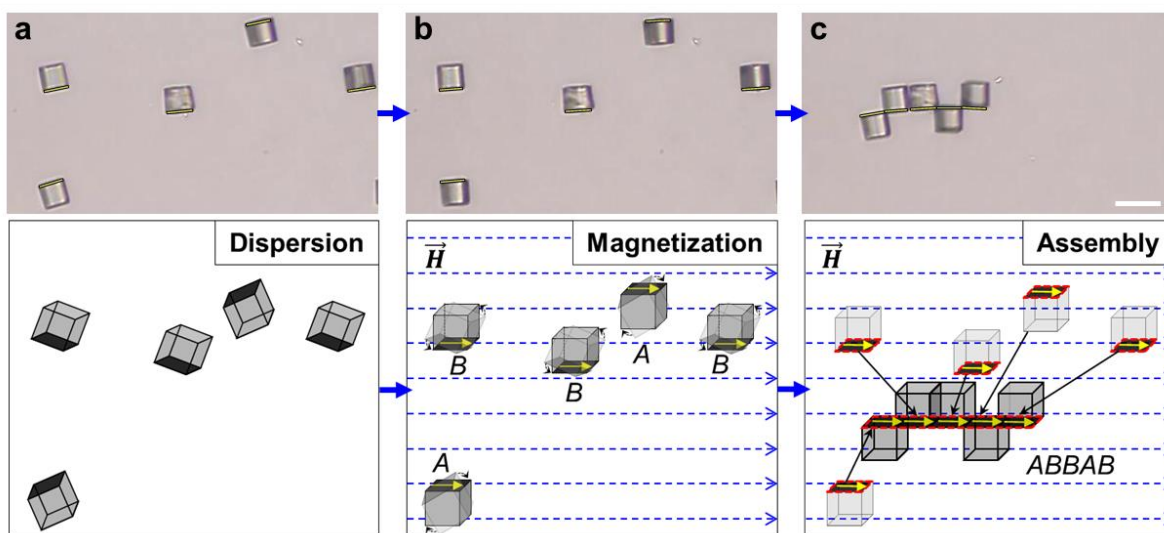 a
b
c
Dispersion
Magnetization
Assembly
H
H
A
B
B
B
A
ABBAB